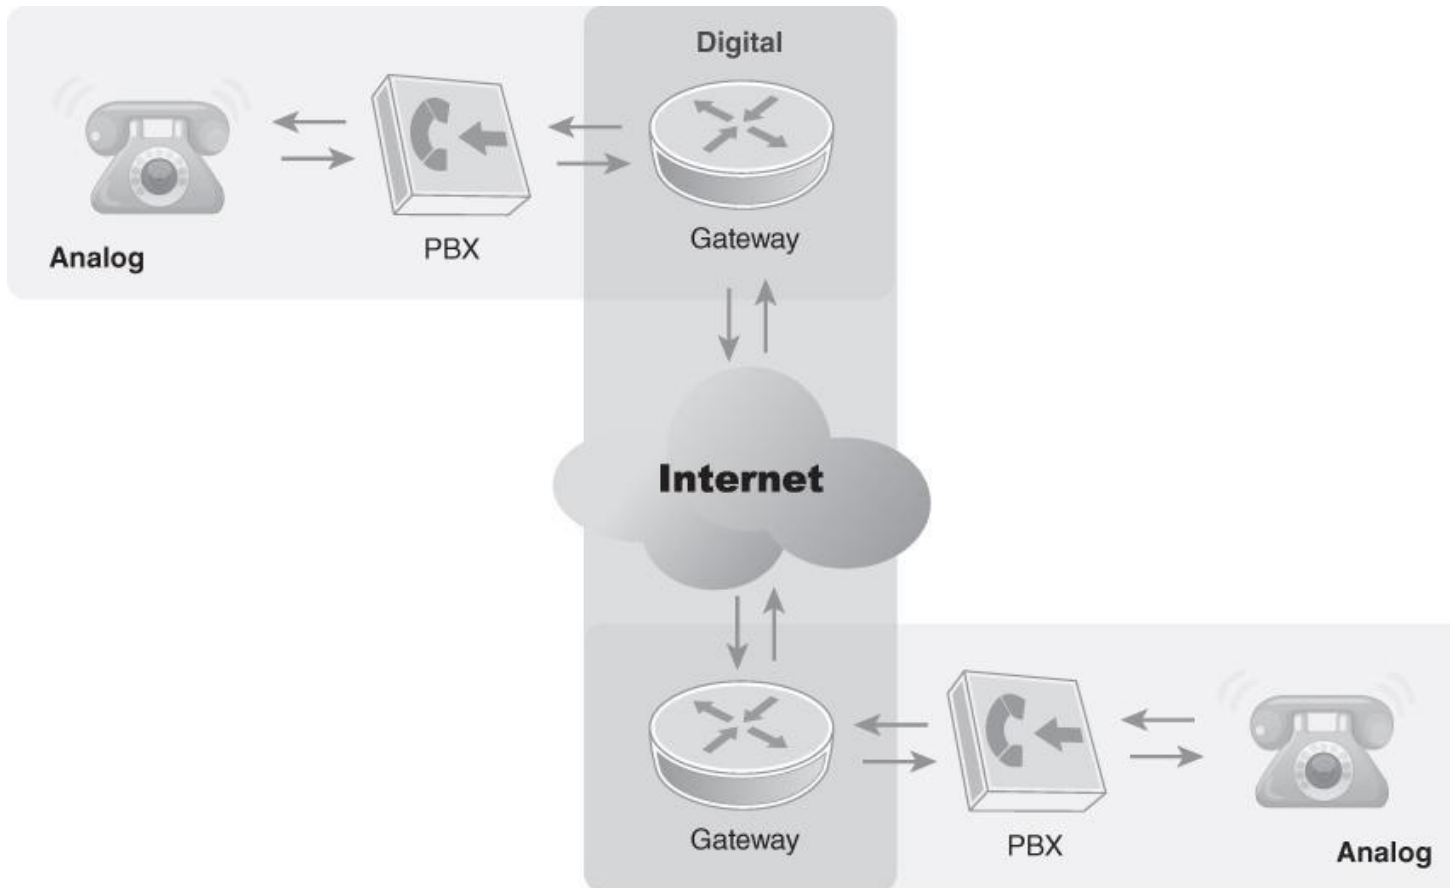 Digital
Analog
PBX
Gateway
Internet
Gateway
PBX
Analog